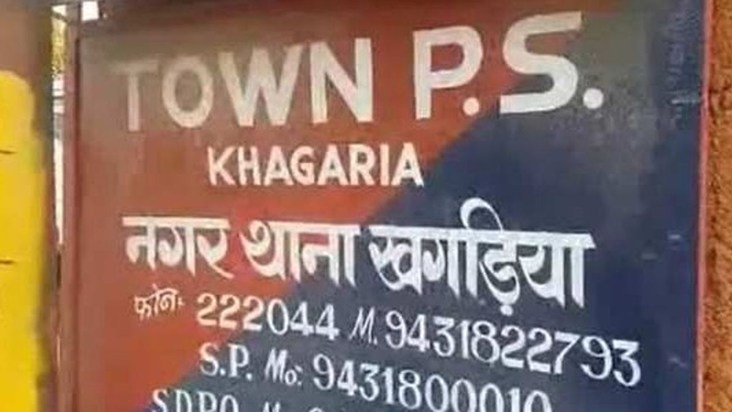 TOWN P.S.
KHAGARIA
नगर थाना खगड़िया
फोन: 222044 M. 9431822793
S.P. Mo: 9431800010
S.D.P.O.